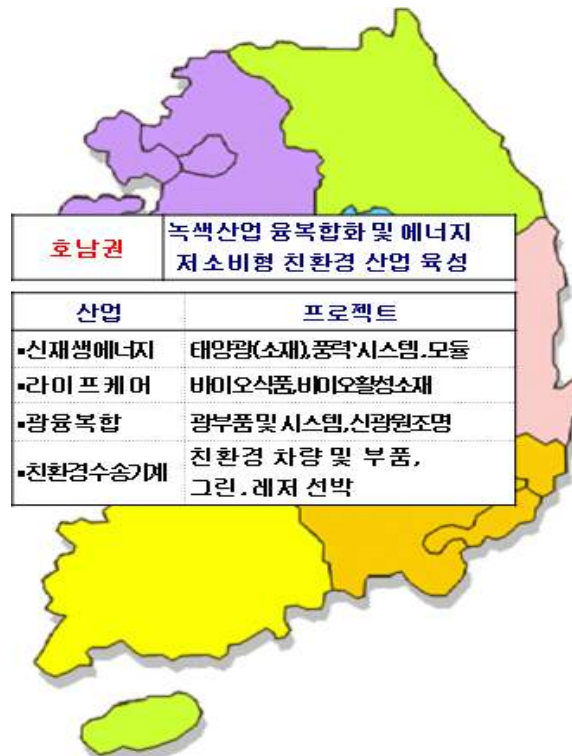 호남권
녹색산업 융복합화 및 에너지
저소비형 친환경 산업 육성
산업 프로젝트
▪신재생에너지 태양광(소재),풍력*시스템,모듈
▪라이프케어 바이오식품,바이오활성소재
▪광융복합 광부품 및 시스템,신광원조명
▪친환경수송기계 친환경 차량 및 부품,
그린,레저 선박